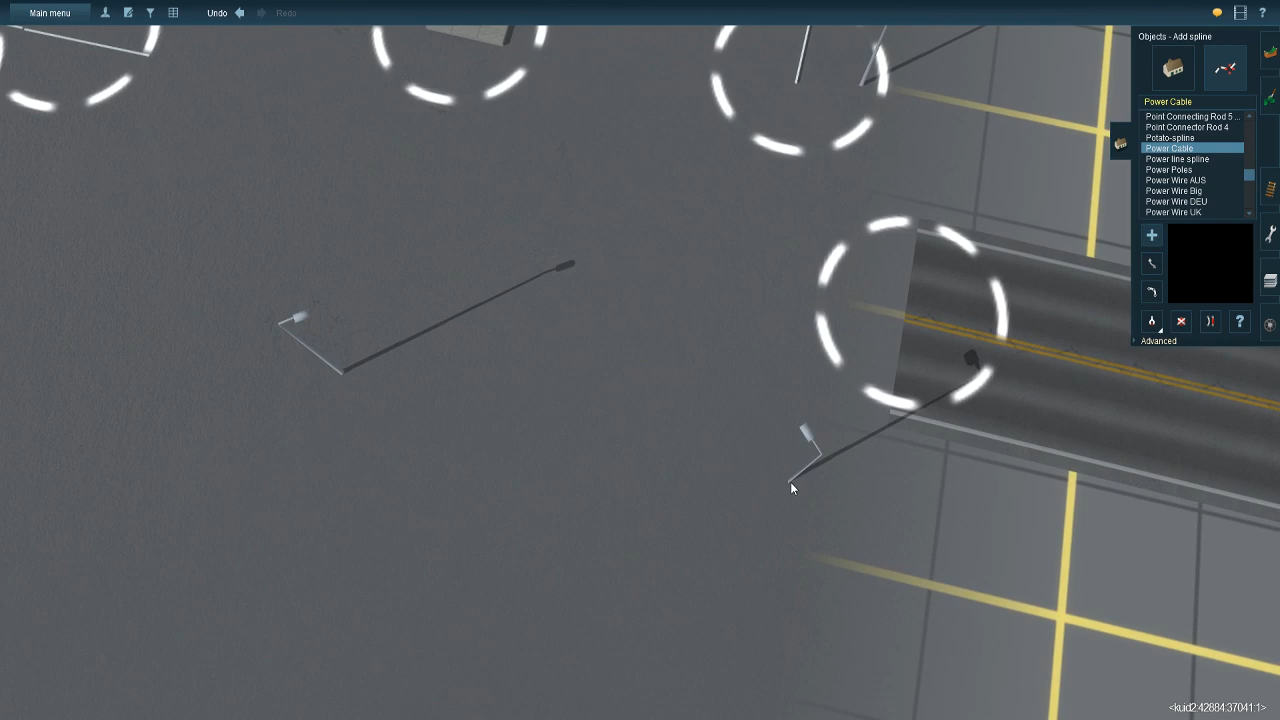 Main menu
Undo
Redo
?
Objects - Add spline
Power Cable
Point Connecting Rod 5 ...
Point Connector Rod 4
Potato-spline
Power Cable
Power line spline
Power Poles
Power Wire AUS
Power Wire Big
Power Wire DEU
Power Wire UK
?
Advanced
<kuid2:42884:37041:1>